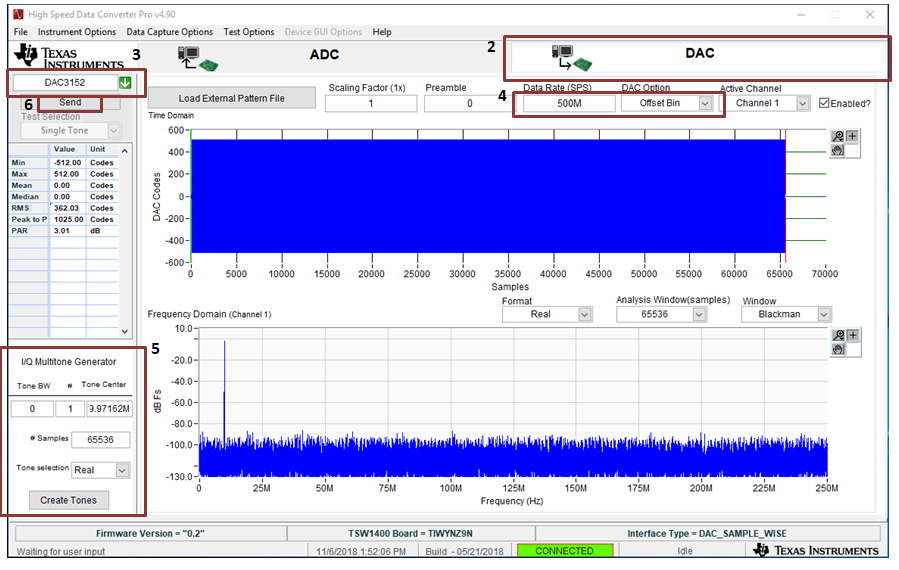 High Speed Data Converter Pro v4.90
File Instrument Options Data Capture Options Test Options Device GUI Options Help
TEXAS INSTRUMENTS
3
ADC
2
DAC
DAC3152
6
Send
Test Selection
Single Tone
Load External Pattern File
Scaling Factor (1x)
1
Preamble
0
4
Data Rate (SPS)
500M
DAC Option
Offset Bin
Active Channel
Channel 1
Enabled?
Value Unit
Min -512.00 Codes
Max 512.00 Codes
Mean 0.00 Codes
Median 0.00 Codes
RMS 362.03 Codes
Peak to P 1025.00 Codes
PAR 3.01 dB
Time Domain
DAC Codes
600
400
200
0
-200
-400
-600
0 5000 10000 15000 20000 25000 30000 35000 40000 45000 50000 55000 60000 65000 70000
Samples
Format
Real
Analysis Window(samples)
65536
Window
Blackman
Frequency Domain (Channel 1)
dB Fs
10.0
-20.0
-40.0
-60.0
-80.0
-100.0
-130.0
0 25M 50M 75M 100M 125M 150M 175M 200M 225M 250M
Frequency (Hz)
5
I/Q Multitone Generator
Tone BW # Tone Center
0 1 9.97162M
# Samples 65536
Tone selection Real
Create Tones
Firmware Version = "0.2" TSW1400 Board = TIWYNZ9N Interface Type = DAC_SAMPLE_WISE
Waiting for user input 11/6/2018 1:52:06 PM Build - 05/21/2018 CONNECTED Idle TEXAS INSTRUMENTS